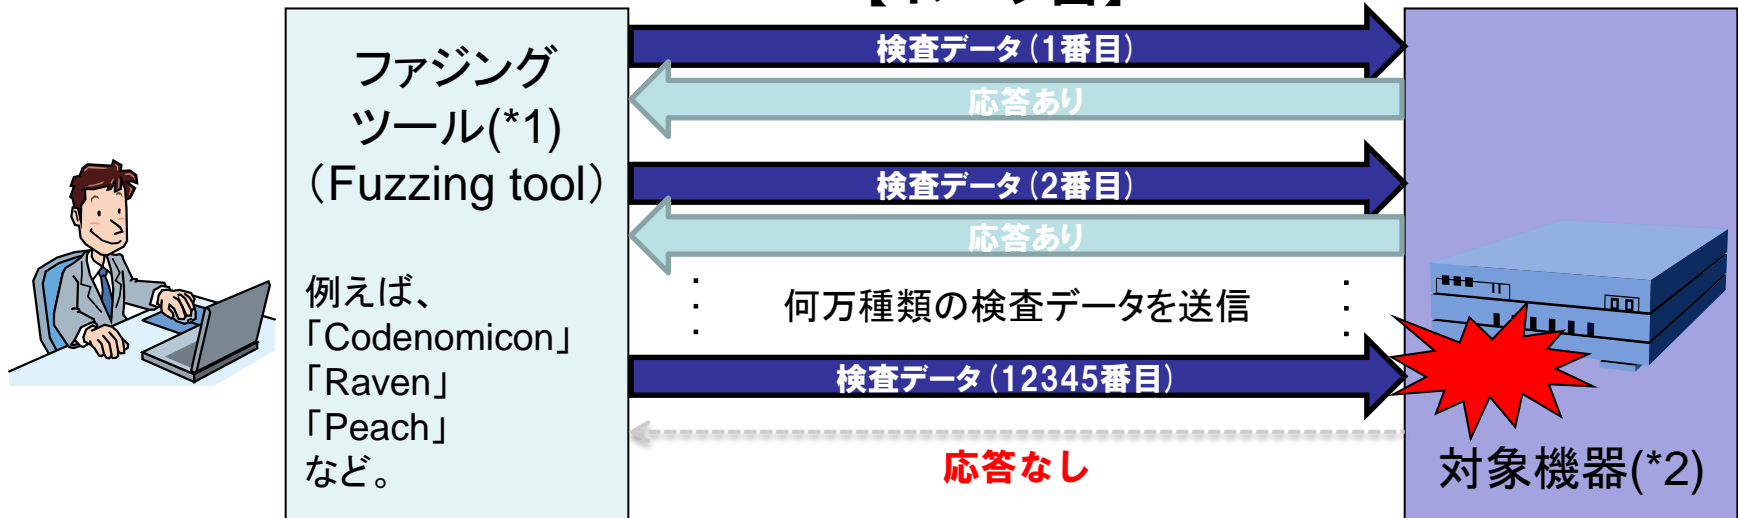 ファジング
ツール(*1)
(Fuzzing tool)
例えば、
「Codenomicon」
「Raven」
「Peach」
など。
検査データ(1番目)
応答あり
検査データ(2番目)
応答あり
何万種類の検査データを送信
検査データ(12345番目)
応答なし
対象機器(*2)